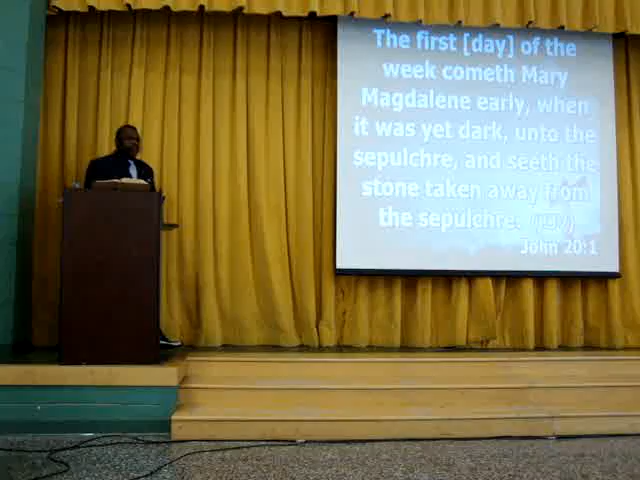 The first [day] of the
week cometh Mary
Magdalene early, when
it was yet dark, unto the
sepulchre, and seeth the
stone taken away from
the sepulchre. (KJV)
John 20:1